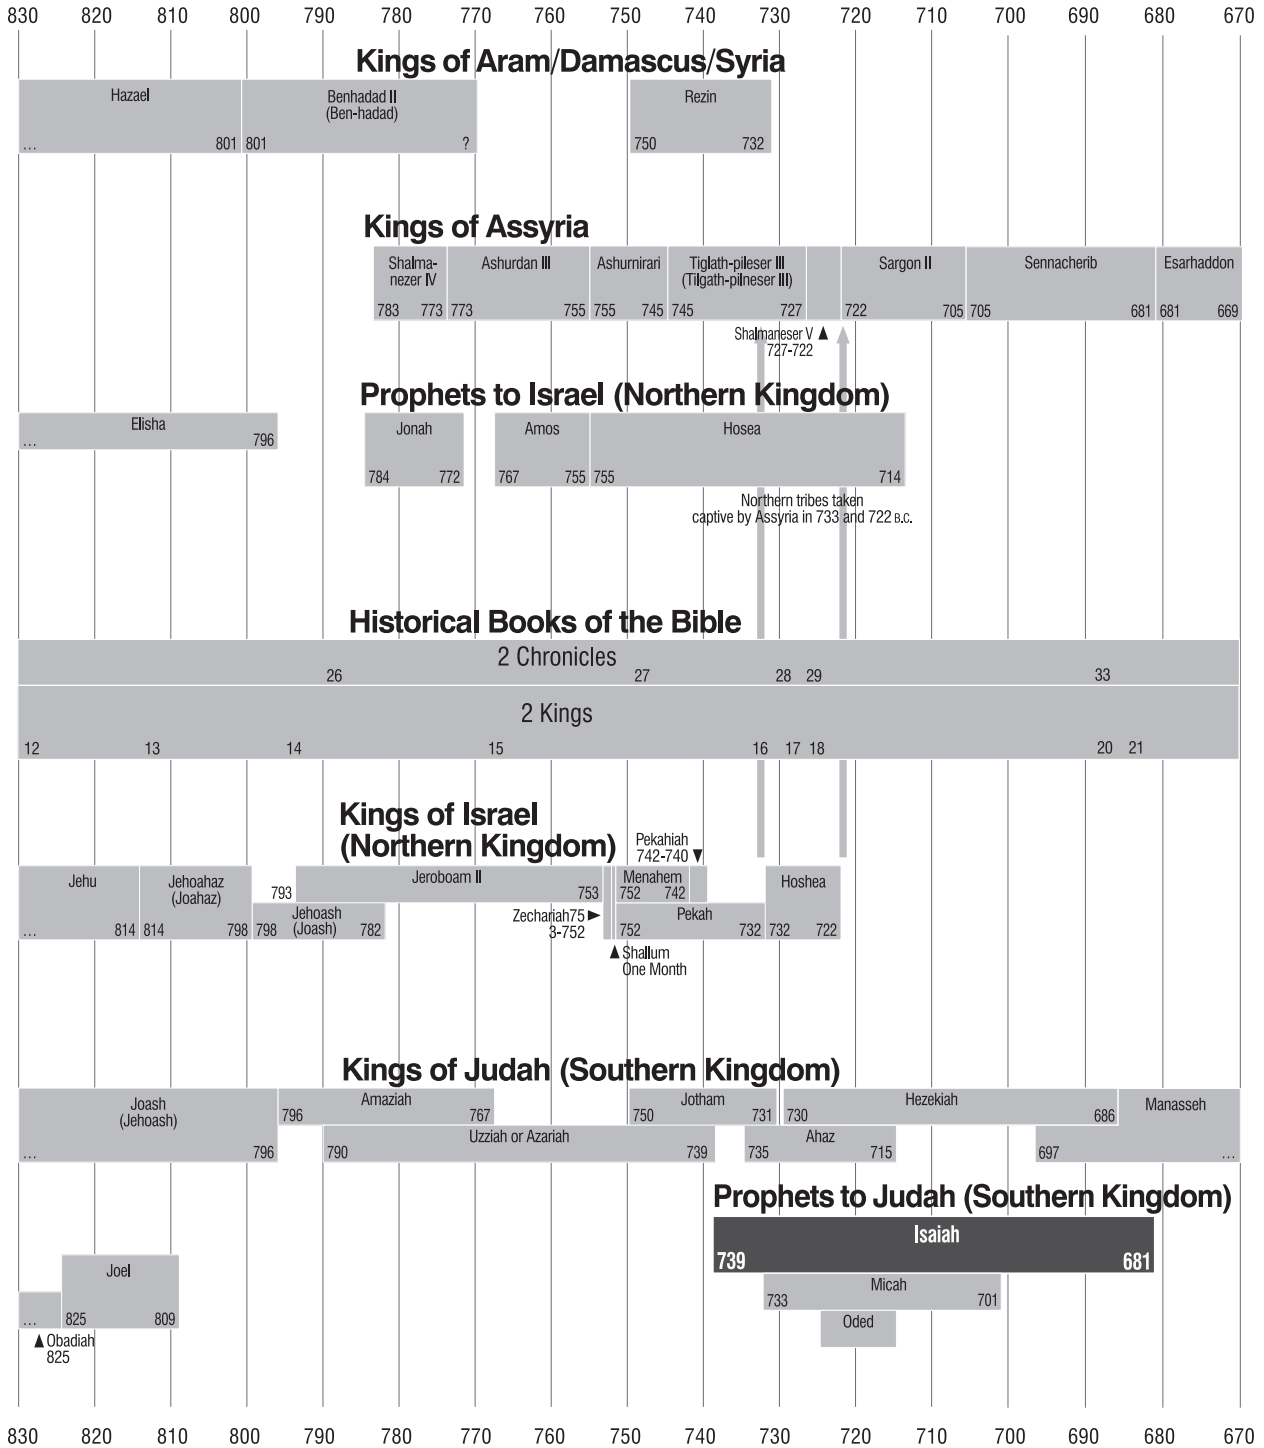 830 820 810 800 790 780 770 760 750 740 730 720 710 700 690 680 670
Kings of Aram/Damascus/Syria
Hazael
... 801
Benhadad II
(Ben-hadad)
801 ?
Rezin
750 732
Kings of Assyria
Shalma-
nezer IV
783 773
Ashurdan III
773 755
Ashurnirari
755 745
Tiglath-pileser III
(Tilgath-pilneser III)
745 727
Sargon II
722 705
Sennacherib
705 681
Esarhaddon
681 669
Shalmaneser V ▲
727-722
Prophets to Israel (Northern Kingdom)
Elisha
... 796
Jonah
784 772
Amos
767 755
Hosea
755 714
Northern tribes taken
captive by Assyria in 733 and 722 B.C.
Historical Books of the Bible
2 Chronicles
26 27 28 29 33
2 Kings
12 13 14 15 16 17 18 20 21
Kings of Israel
(Northern Kingdom)
Pekahiah
742-740 ▼
Jehu
... 814
Jehoahaz
(Joahaz)
814 798
Jeroboam II
793 753
Jehoash
(Joash)
798 782
Zechariah75 ►
3-752
Menahem
752 742
Pekah
752 732
Hoshea
732 722
▲ Shallum
One Month
Kings of Judah (Southern Kingdom)
Joash
(Jehoash)
... 796
Amaziah
796 767
Uzziah or Azariah
790 739
Jotham
750 731
Ahaz
735 715
Hezekiah
730 686
Manasseh
697 ...
Prophets to Judah (Southern Kingdom)
Isaiah
739 681
Micah
733 701
Oded
Joel
825 809
...
▲ Obadiah
825
830 820 810 800 790 780 770 760 750 740 730 720 710 700 690 680 670